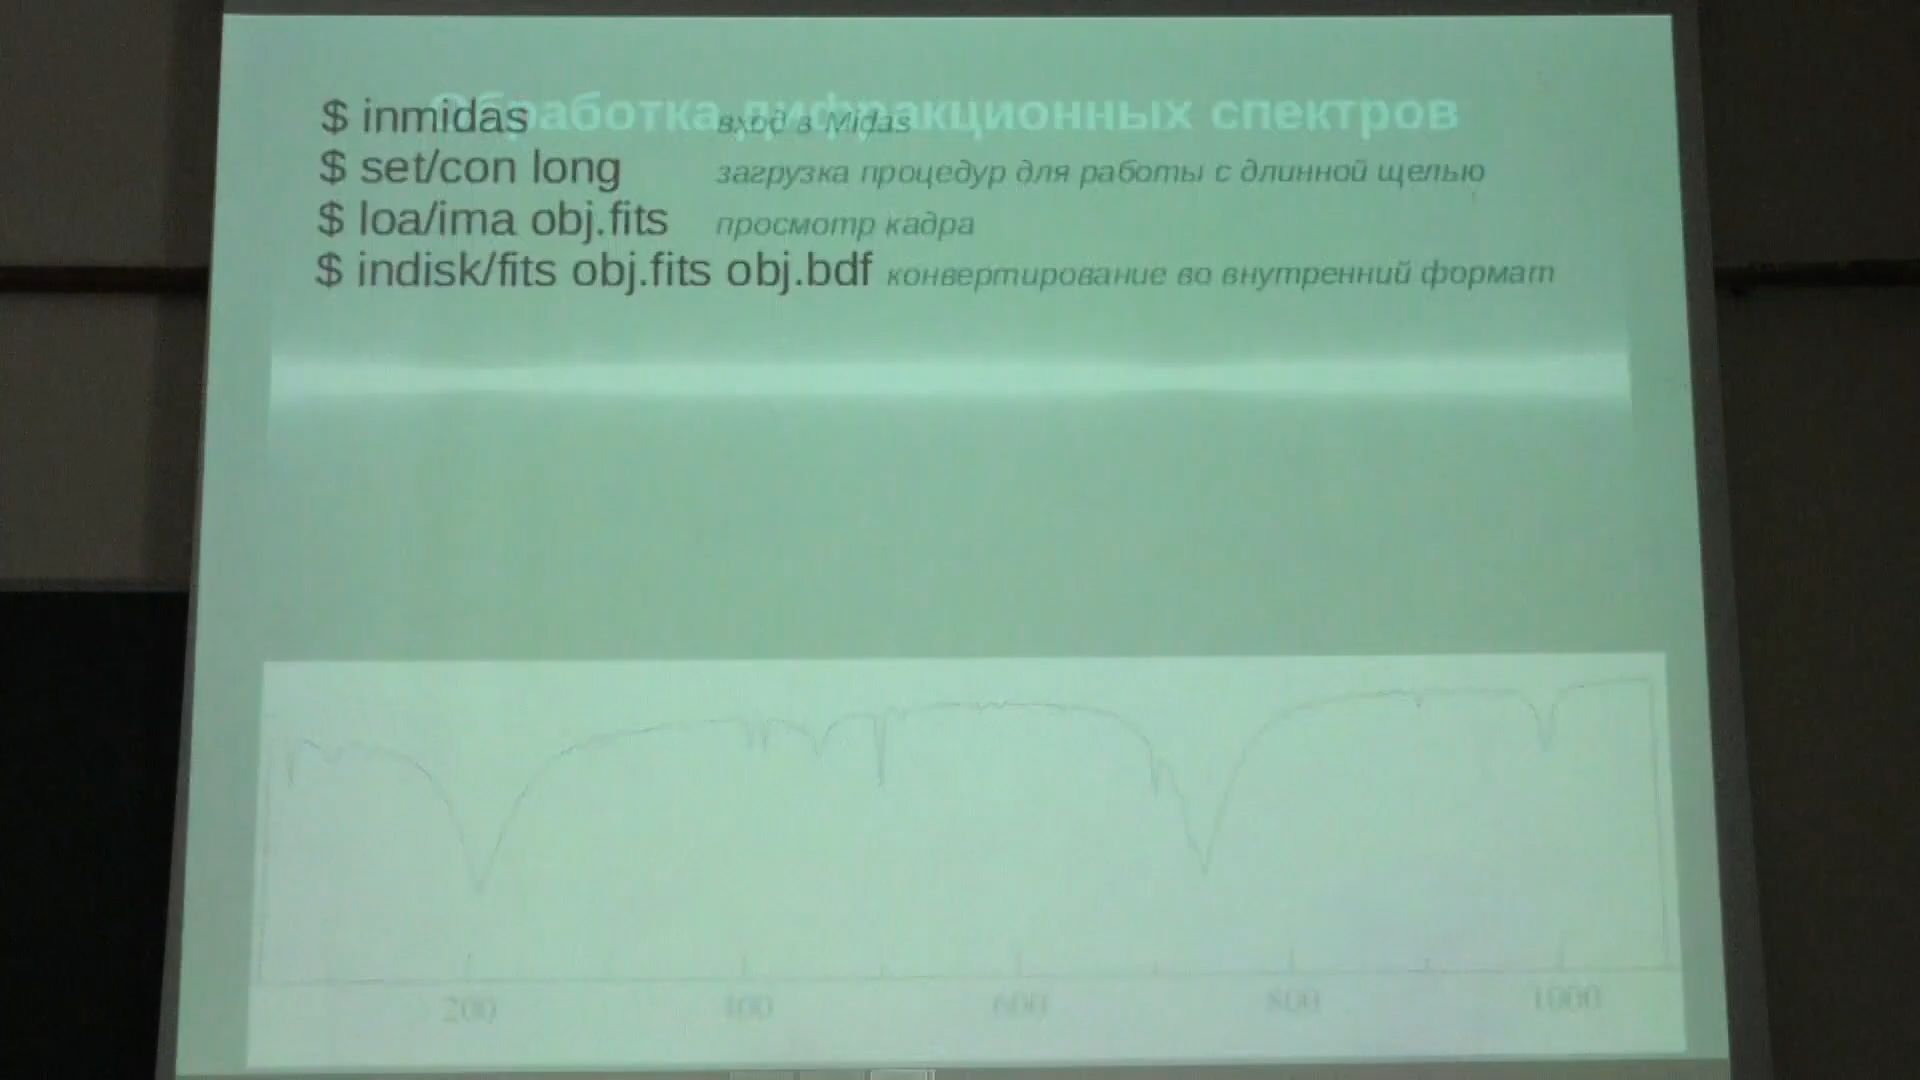 Обработка дифракционных спектров
$ inmidas вход в Midas
$ set/con long загрузка процедур для работы с длинной щелью
$ loa/ima obj.fits просмотр кадра
$ indisk/fits obj.fits obj.bdf конвертирование во внутренний формат
200 400 600 800 1000